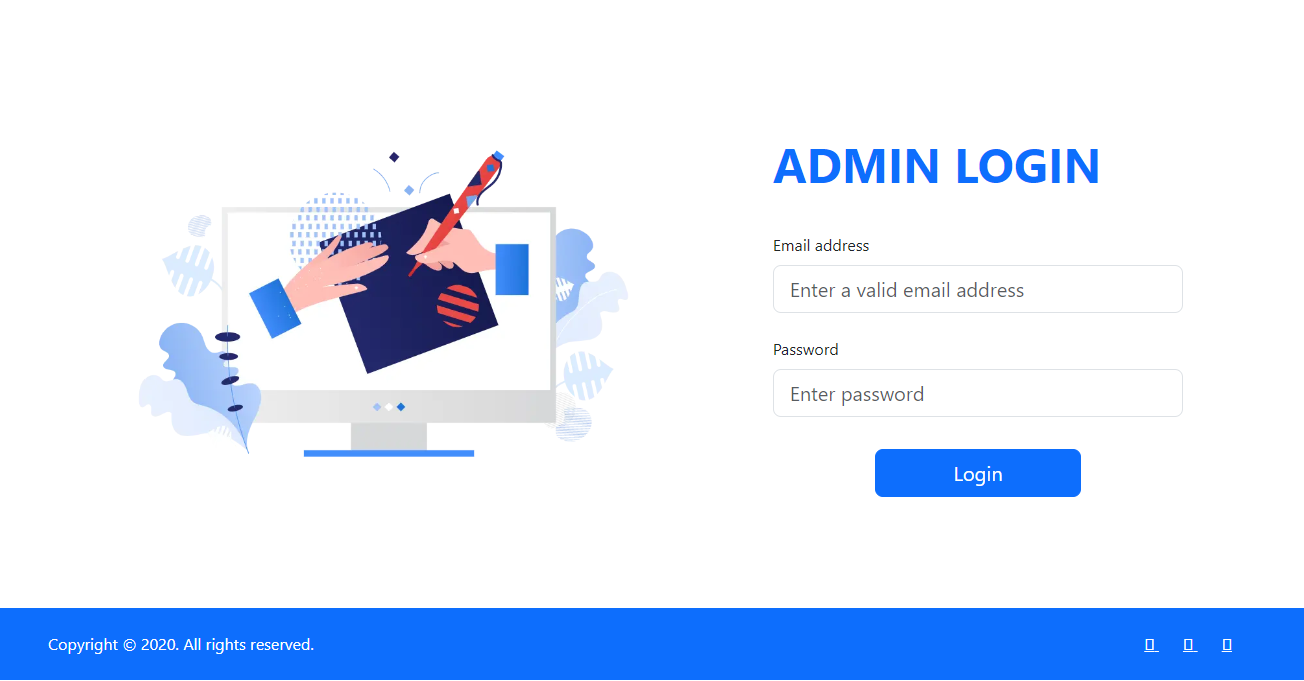 ADMIN LOGIN
Email address
Enter a valid email address
Password
Enter password
Login
Copyright © 2020. All rights reserved.